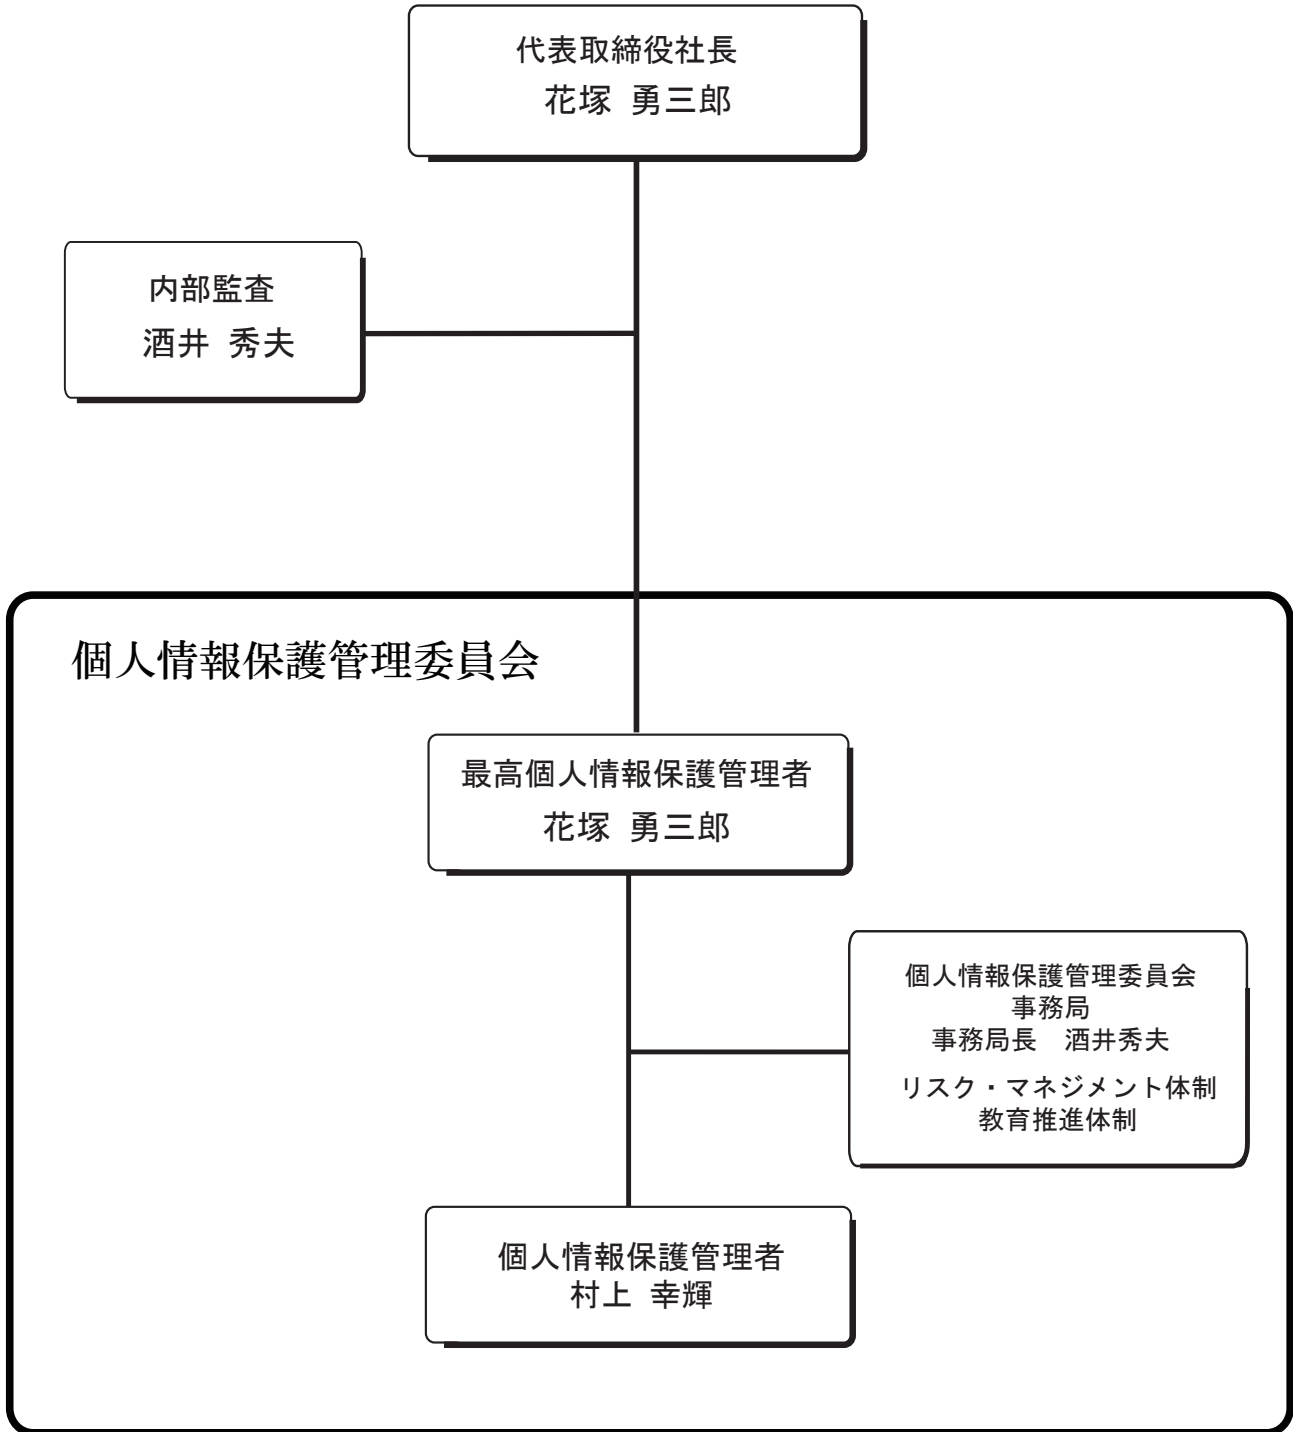 代表取締役社長
花塚 勇三郎
内部監査
酒井 秀夫
個人情報保護管理委員会
最高個人情報保護管理者
花塚 勇三郎
個人情報保護管理委員会
事務局
事務局長　酒井秀夫
リスク・マネジメント体制
教育推進体制
個人情報保護管理者
村上 幸輝